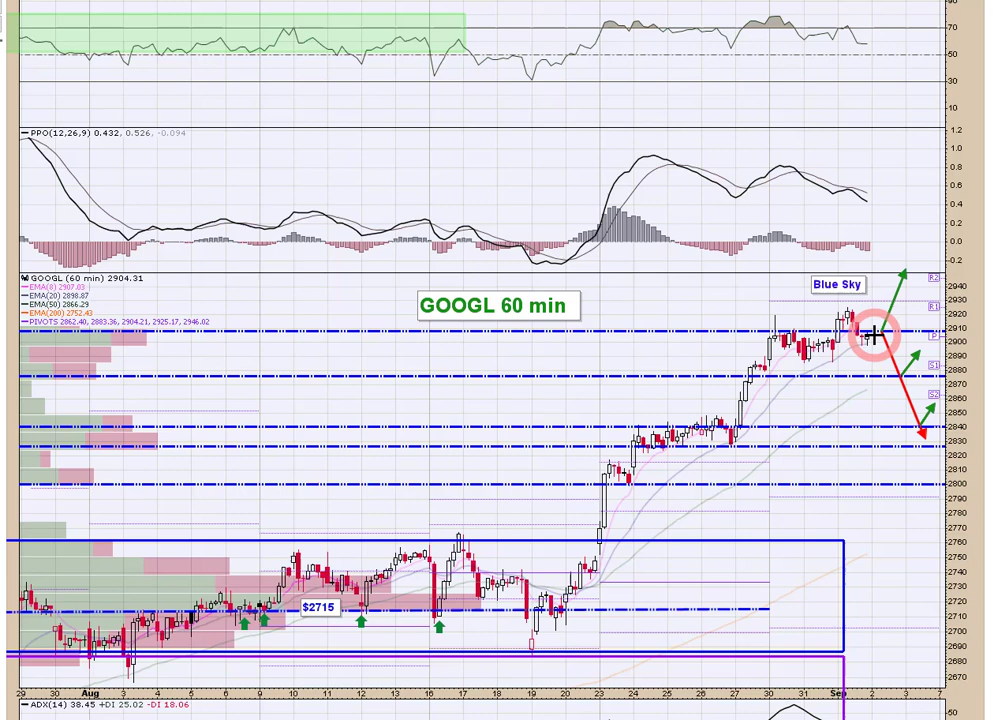 90
70
50
30
10
PPO(12,26,9) 0.432, 0.526, -0.094
1.2
1.0
0.8
0.6
0.4
0.2
0.0
-0.2
GOOGL (60 min) 2904.31
EMA(8) 2907.03
EMA(20) 2898.87
EMA(50) 2866.29
EMA(200) 2752.43
PIVOTS 2862.40, 2883.36, 2904.21, 2925.17, 2946.02
GOOGL 60 min
Blue Sky
R2
R1
P
S1
S2
2940
2930
2920
2910
2900
2890
2880
2870
2860
2850
2840
2830
2820
2810
2800
2790
2780
2770
2760
2750
2740
2730
2720
2710
2700
2690
2680
2670
$2715
29 30 Aug 3 4 5 6 9 10 11 12 13 16 17 18 19 20 23 24 25 26 27 30 31 Sep 2 3 7
ADX(14) 38.45 +DI 25.02 -DI 18.06
50